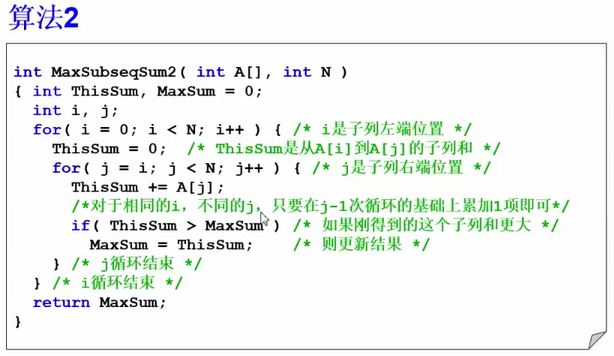 算法2
int MaxSubseqSum2( int A[], int N )
{ int ThisSum, MaxSum = 0;
int i, j;
for( i = 0; i < N; i++ ) { /* i是子列左端位置 */
ThisSum = 0; /* ThisSum是从A[i]到A[j]的子列和 */
for( j = i; j < N; j++ ) { /* j是子列右端位置 */
ThisSum += A[j];
/*对于相同的i，不同的j，只要在j-1次循环的基础上累加1项即可*/
if( ThisSum > MaxSum ) /* 如果刚得到的这个子列和更大 */
MaxSum = ThisSum; /* 则更新结果 */
} /* j循环结束 */
} /* i循环结束 */
return MaxSum;
}